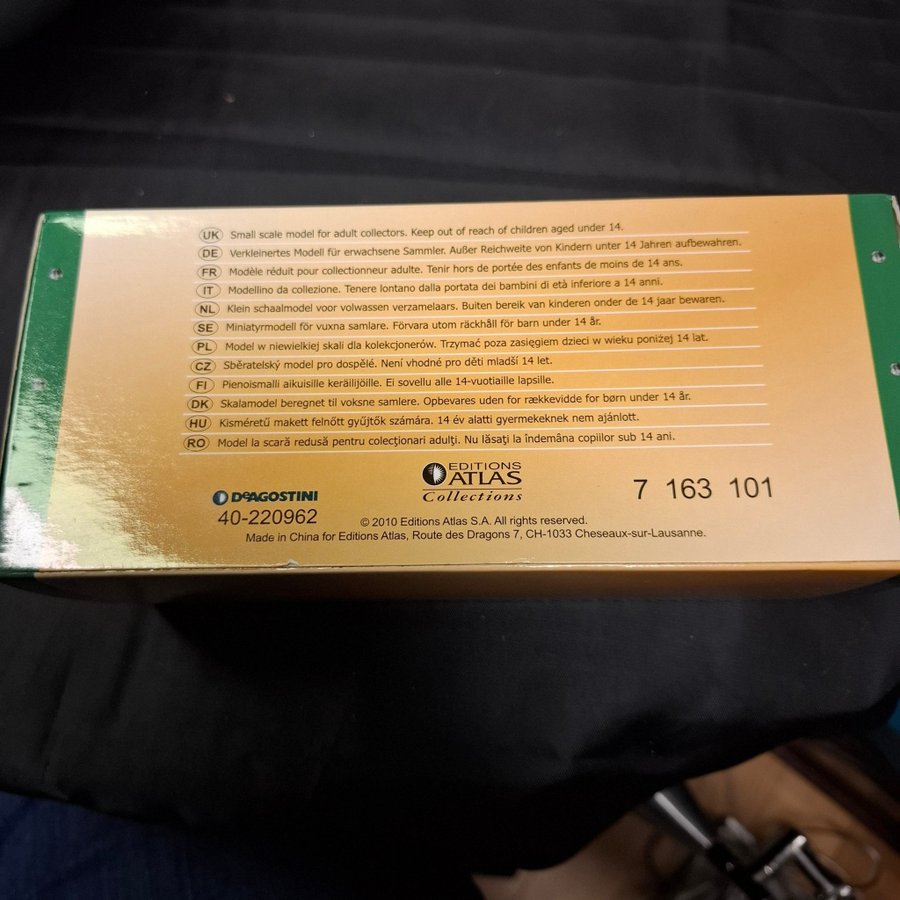 UK Small scale model for adult collectors. Keep out of reach of children aged under 14.
DE Verkleinertes Modell für erwachsene Sammler. Außer Reichweite von Kindern unter 14 Jahren aufbewahren.
FR Modèle réduit pour collectionneur adulte. Tenir hors de portée des enfants de moins de 14 ans.
IT Modellino da collezione. Tenere lontano dalla portata dei bambini di età inferiore a 14 anni.
NL Klein schaalmodel voor volwassen verzamelaars. Buiten bereik van kinderen onder de 14 jaar bewaren.
SE Miniatyrmodell för vuxna samlare. Förvara utom räckhåll för barn under 14 år.
PL Model w niewielkiej skali dla kolekcjonerów. Trzymać poza zasięgiem dzieci w wieku poniżej 14 lat.
CZ Sběratelský model pro dospělé. Není vhodné pro děti mladší 14 let.
FI Pienoismalli aikuisille keräilijöille. Ei sovellu alle 14-vuotiaille lapsille.
DK Skalamodel beregnet til voksne samlere. Opbevares uden for rækkevidde for børn under 14 år.
HU Kisméretű makett felnőtt gyűjtők számára. 14 év alatti gyermekeknek nem ajánlott.
RO Model la scară redusă pentru colecţionari adulţi. Nu lăsaţi la îndemâna copiilor sub 14 ani.
DeAGOSTINI
40-220962
EDITIONS
ATLAS
Collections
7 163 101
© 2010 Editions Atlas S.A. All rights reserved.
Made in China for Editions Atlas, Route des Dragons 7, CH-1033 Cheseaux-sur-Lausanne.